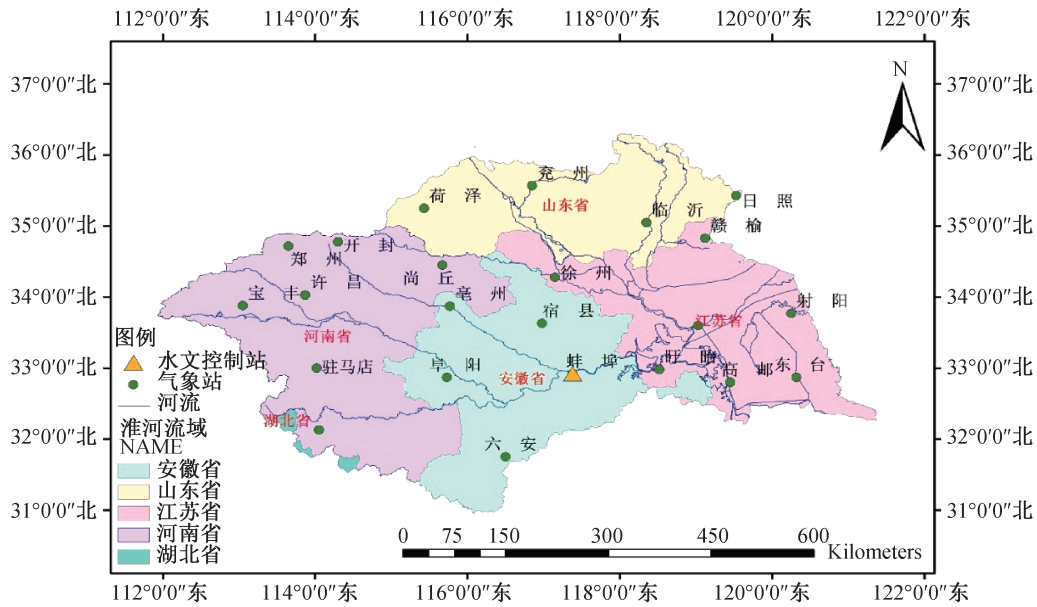 112°0′0″东 114°0′0″东 116°0′0″东 118°0′0″东 120°0′0″东 122°0′0″东
37°0′0″北 37°0′0″北
N
36°0′0″北 36°0′0″北
兖 州
荷 泽 山东省
日 照
临 沂
35°0′0″北 35°0′0″北
赣 榆
开 封
郑 州
徐 州
尚 丘
许 昌
宝 丰
亳 州
34°0′0″北 34°0′0″北
射 阳
宿 县
江苏省
河南省
图例
水文控制站
气象站
河流
33°0′0″北 33°0′0″北
驻马店
阜 阳
蚌 埠
旴 眙
安徽省
高 邮
东 台
湖北省
淮河流域
NAME
32°0′0″北 32°0′0″北
六 安
安徽省
山东省
江苏省
河南省
湖北省
31°0′0″北 31°0′0″北
0 75 150 300 450 600
Kilometers
112°0′0″东 114°0′0″东 116°0′0″东 118°0′0″东 120°0′0″东 122°0′0″东